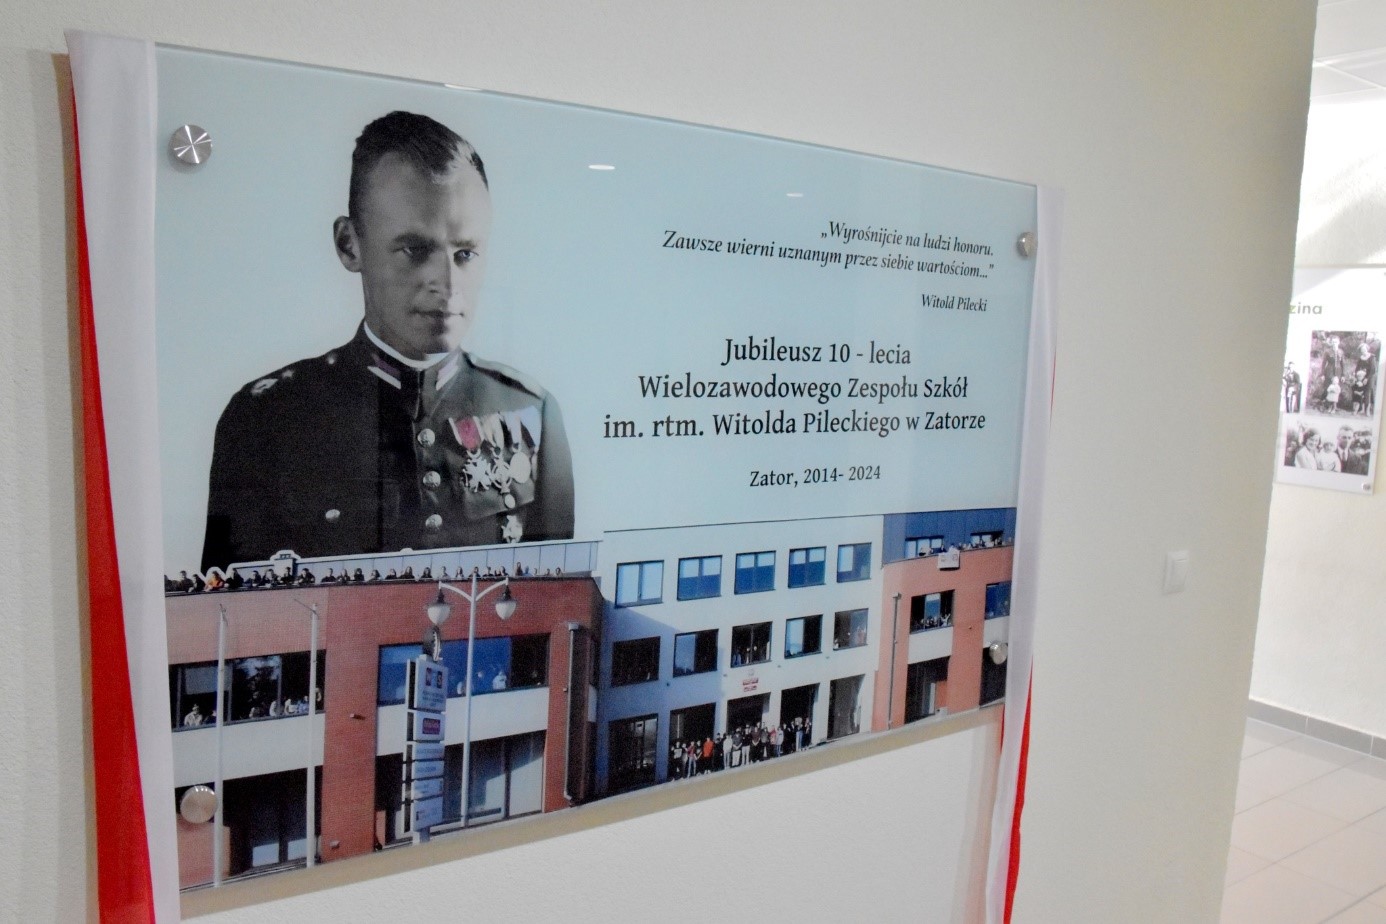 „Wyrośnijcie na ludzi honoru.
Zawsze wierni uznanym przez siebie wartościom..."
Witold Pilecki
Jubileusz 10 - lecia
Wielozawodowego Zespołu Szkół
im. rtm. Witolda Pileckiego w Zatorze
Zator, 2014- 2024
zina